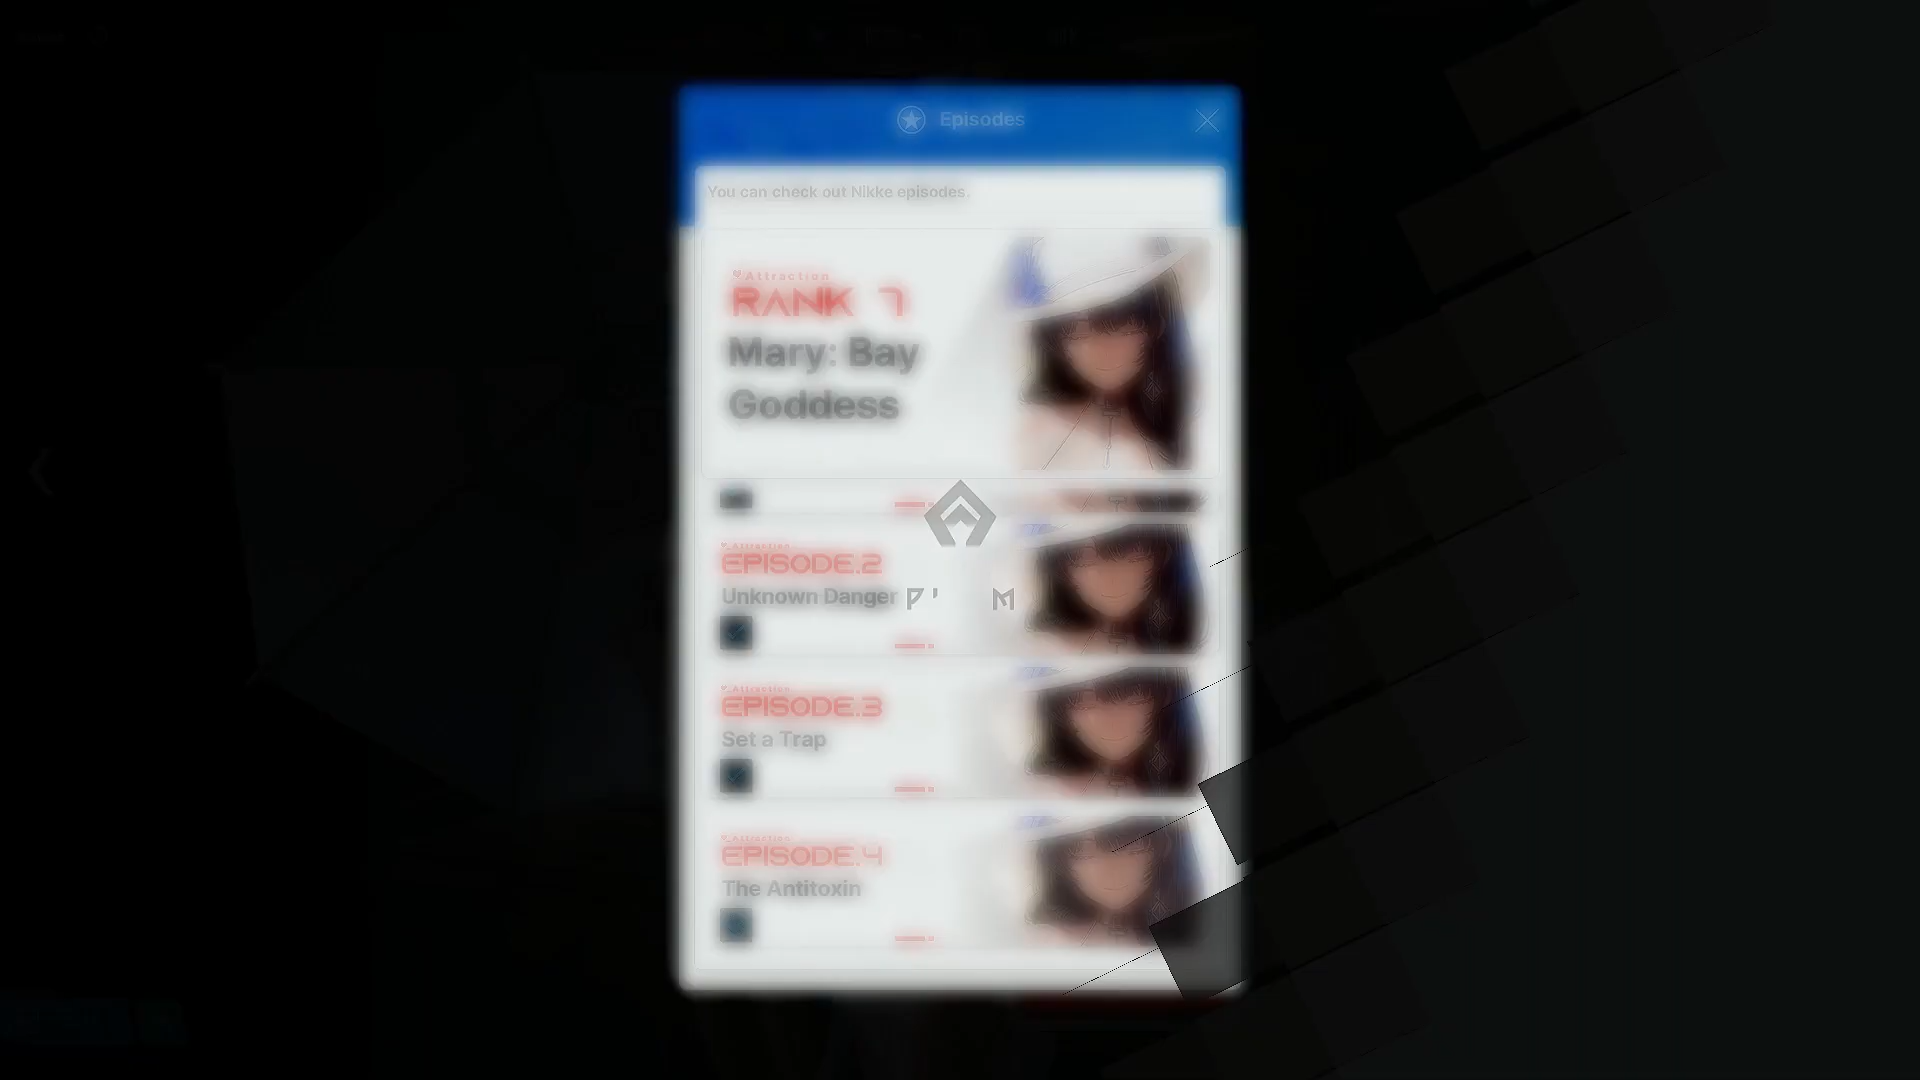 Episodes
You can check out Nikke episodes.
Attraction
RANK 7
Mary: Bay
Goddess
Attraction
EPISODE.2
Unknown Danger
Attraction
EPISODE.3
Set a Trap
Attraction
EPISODE.4
The Antitoxin